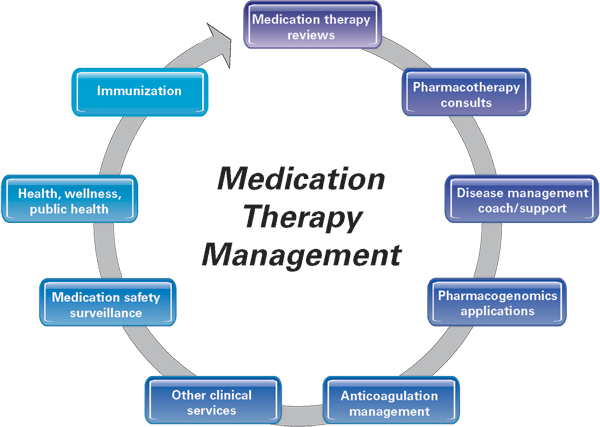 Medication therapy
reviews
Pharmacotherapy
consults
Disease management
coach/support
Pharmacogenomics
applications
Anticoagulation
management
Other clinical
services
Medication safety
surveillance
Health, wellness,
public health
Immunization
Medication
Therapy
Management